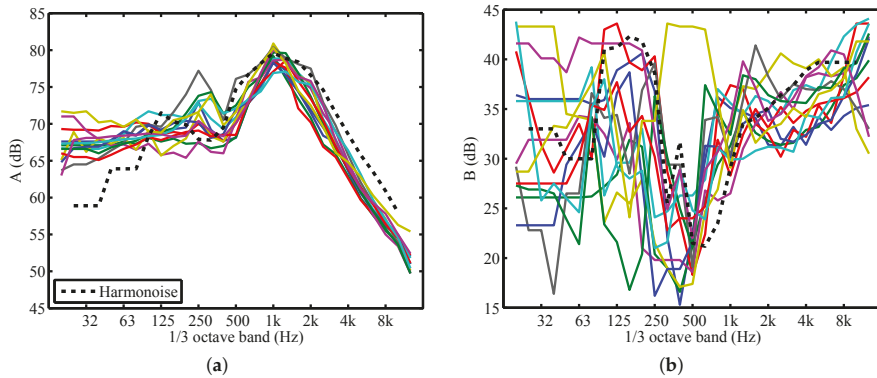 85
80
75
70
65
60
55
50
45
A (dB)
Harmonoise
32 63 125 250 500 1k 2k 4k 8k
1/3 octave band (Hz)
(a)
45
40
35
30
25
20
15
B (dB)
32 63 125 250 500 1k 2k 4k 8k
1/3 octave band (Hz)
(b)